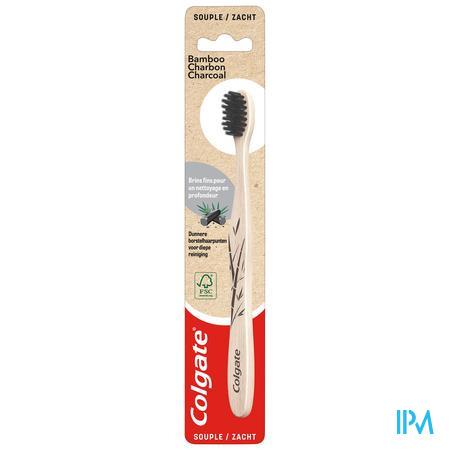 SOUPLE / ZACHT
Bamboo
Charbon
Charcoal
Brins fins pour
un nettoyage en
profondeur
Dunnere
borstelhaarpunten
voor diepe
reiniging
FSC
Colgate®
Colgate
SOUPLE / ZACHT
IPM